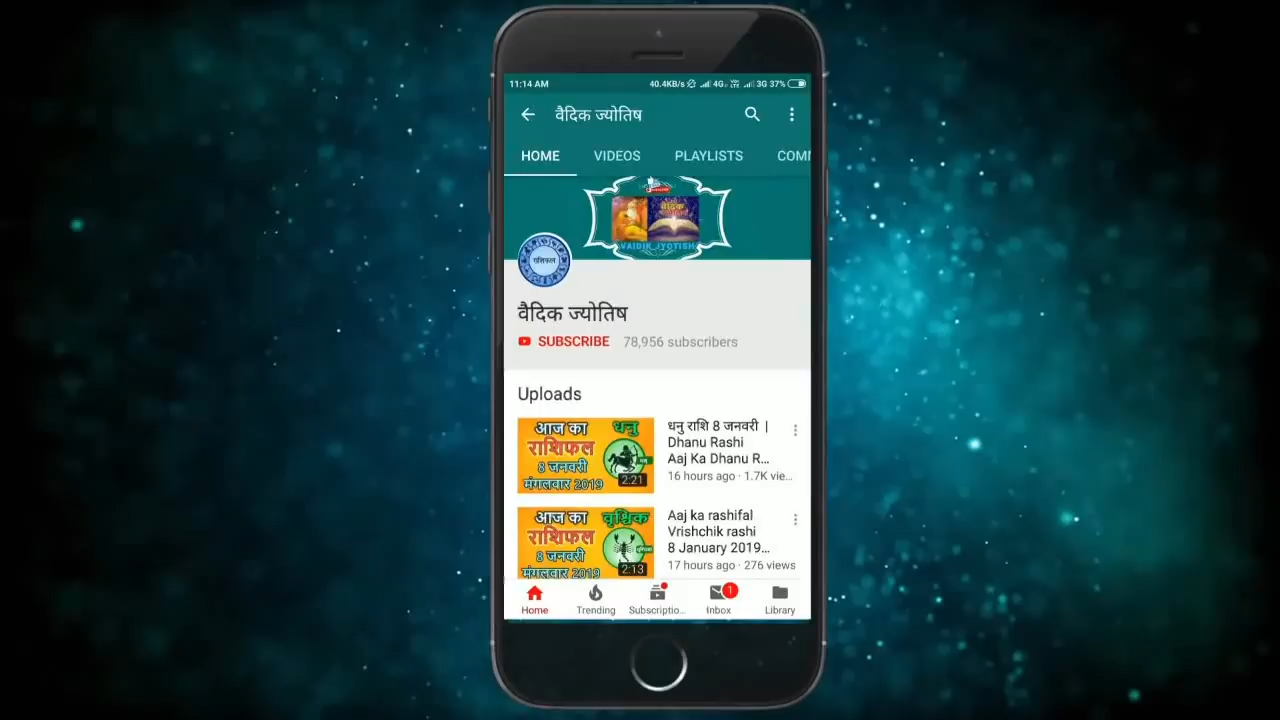 11:14 AM
40.4KB/s 4G 3G 37%
वैदिक ज्योतिष
HOME VIDEOS PLAYLISTS COMM
वैदिक
VAIDIK JYOTISH
राशिफल
वैदिक ज्योतिष
SUBSCRIBE 78,956 subscribers
Uploads
आज का धनु
राशिफल
8 जनवरी
मंगलवार 2019
2:21
धनु राशि 8 जनवरी |
Dhanu Rashi
Aaj Ka Dhanu R...
16 hours ago · 1.7K vie...
आज का वृश्चिक
राशिफल
8 जनवरी
मंगलवार 2019
2:13
Aaj ka rashifal
Vrishchik rashi
8 January 2019...
17 hours ago · 276 views
1
Home Trending Subscriptio... Inbox Library